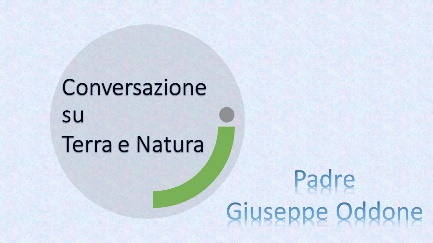 Conversazione
su
Terra e Natura
Padre
Giuseppe Oddone